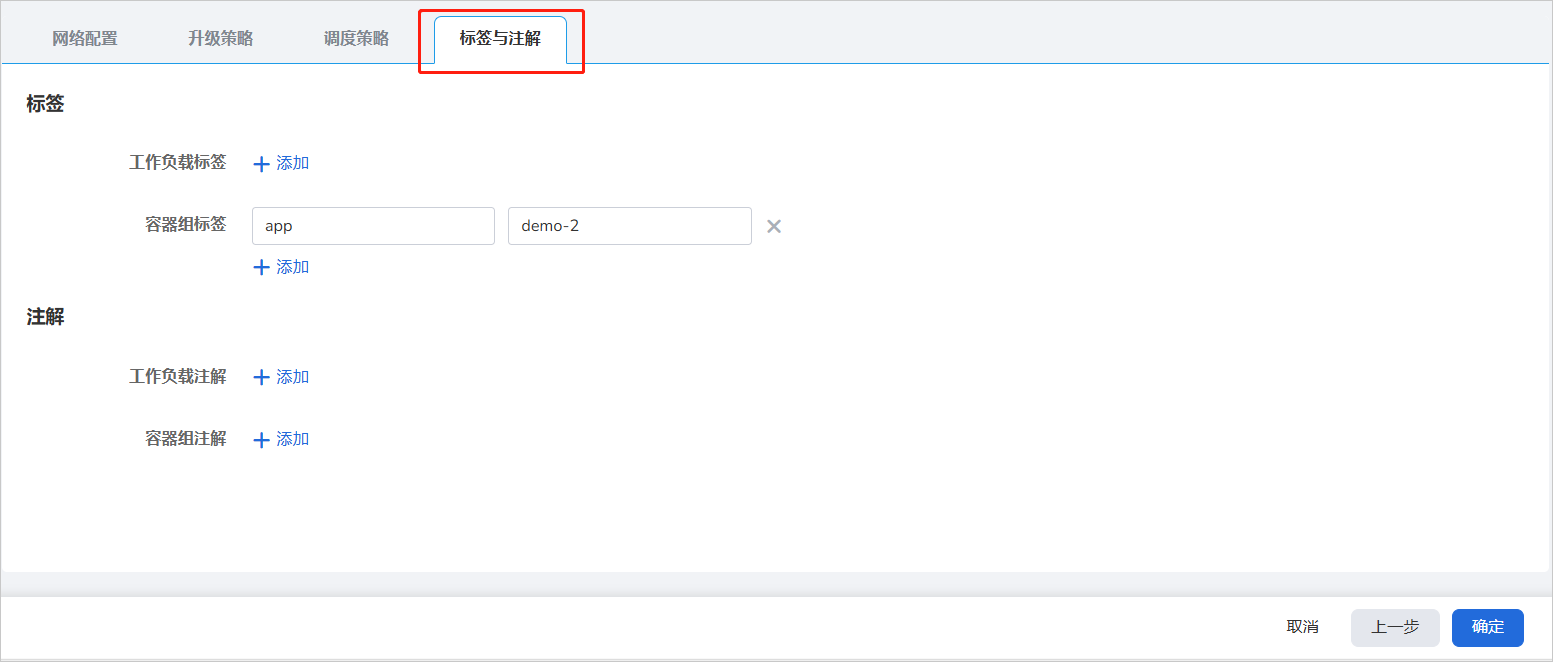 网络配置 升级策略 调度策略 标签与注解
标签
工作负载标签 添加
容器组标签 app demo-2
添加
注解
工作负载注解 添加
容器组注解 添加
取消 上一步 确定